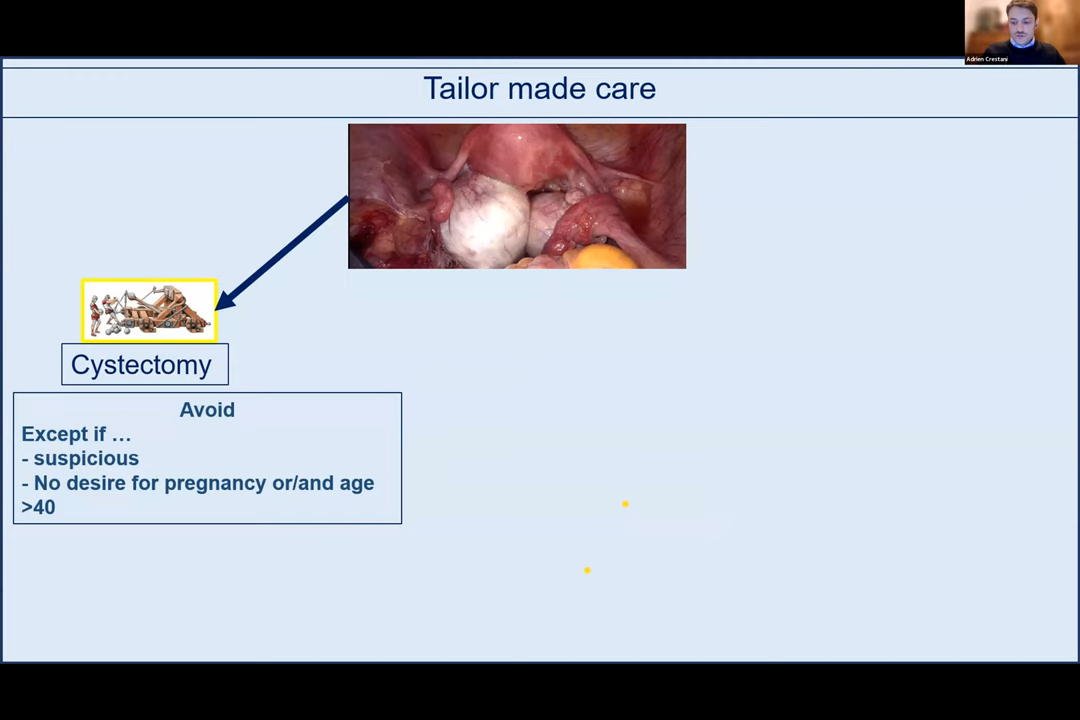 Adrien Crestani
Tailor made care
Cystectomy
Avoid
Except if …
- suspicious
- No desire for pregnancy or/and age
>40